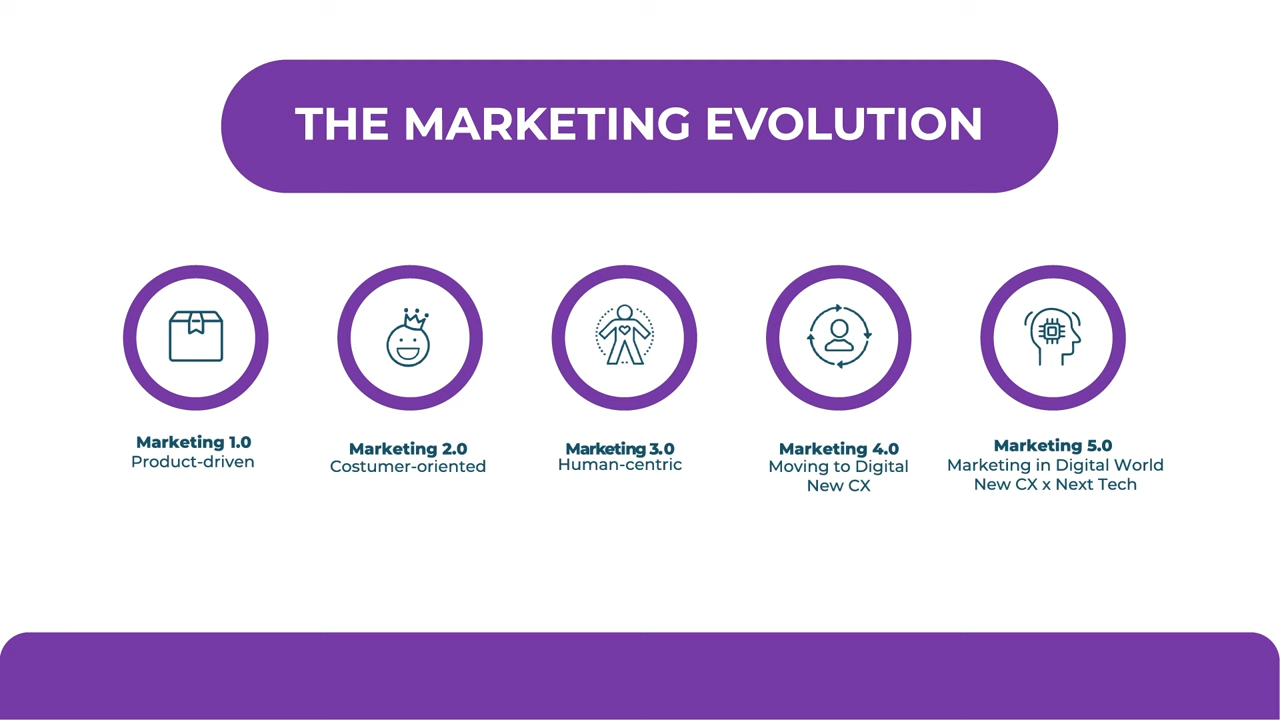 THE MARKETING EVOLUTION
Marketing 1.0
Product-driven
Marketing 2.0
Costumer-oriented
Marketing 3.0
Human-centric
Marketing 4.0
Moving to Digital
New CX
Marketing 5.0
Marketing in Digital World
New CX x Next Tech